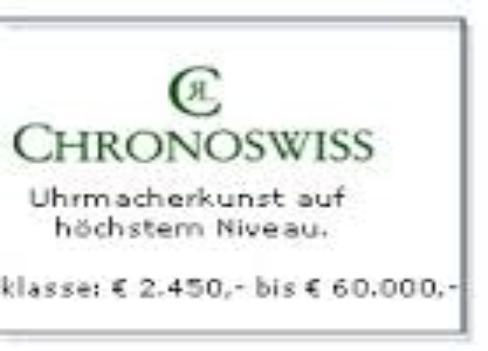 CHRONOSWISS
Uhrmacherkunst auf
höchstem Niveau.
klasse: € 2.450,- bis € 60.000,-